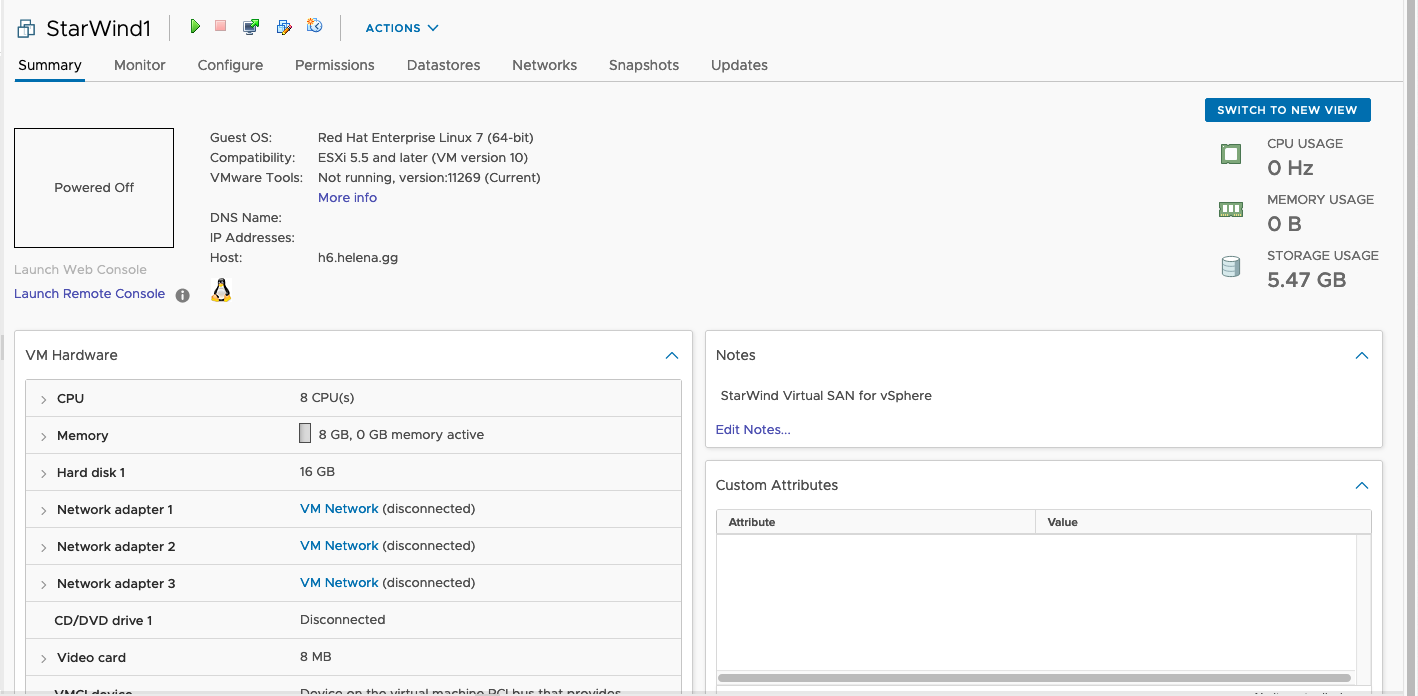 StarWind1
ACTIONS
Summary Monitor Configure Permissions Datastores Networks Snapshots Updates
SWITCH TO NEW VIEW
Powered Off
Launch Web Console
Launch Remote Console
Guest OS: Red Hat Enterprise Linux 7 (64-bit)
Compatibility: ESXi 5.5 and later (VM version 10)
VMware Tools: Not running, version:11269 (Current)
More info
DNS Name:
IP Addresses:
Host: h6.helena.gg
CPU USAGE
0 Hz
MEMORY USAGE
0 B
STORAGE USAGE
5.47 GB
VM Hardware
CPU 8 CPU(s)
Memory 8 GB, 0 GB memory active
Hard disk 1 16 GB
Network adapter 1 VM Network (disconnected)
Network adapter 2 VM Network (disconnected)
Network adapter 3 VM Network (disconnected)
CD/DVD drive 1 Disconnected
Video card 8 MB
VMCI device Device on the virtual machine PCI bus that provides
Notes
StarWind Virtual SAN for vSphere
Edit Notes...
Custom Attributes
Attribute Value